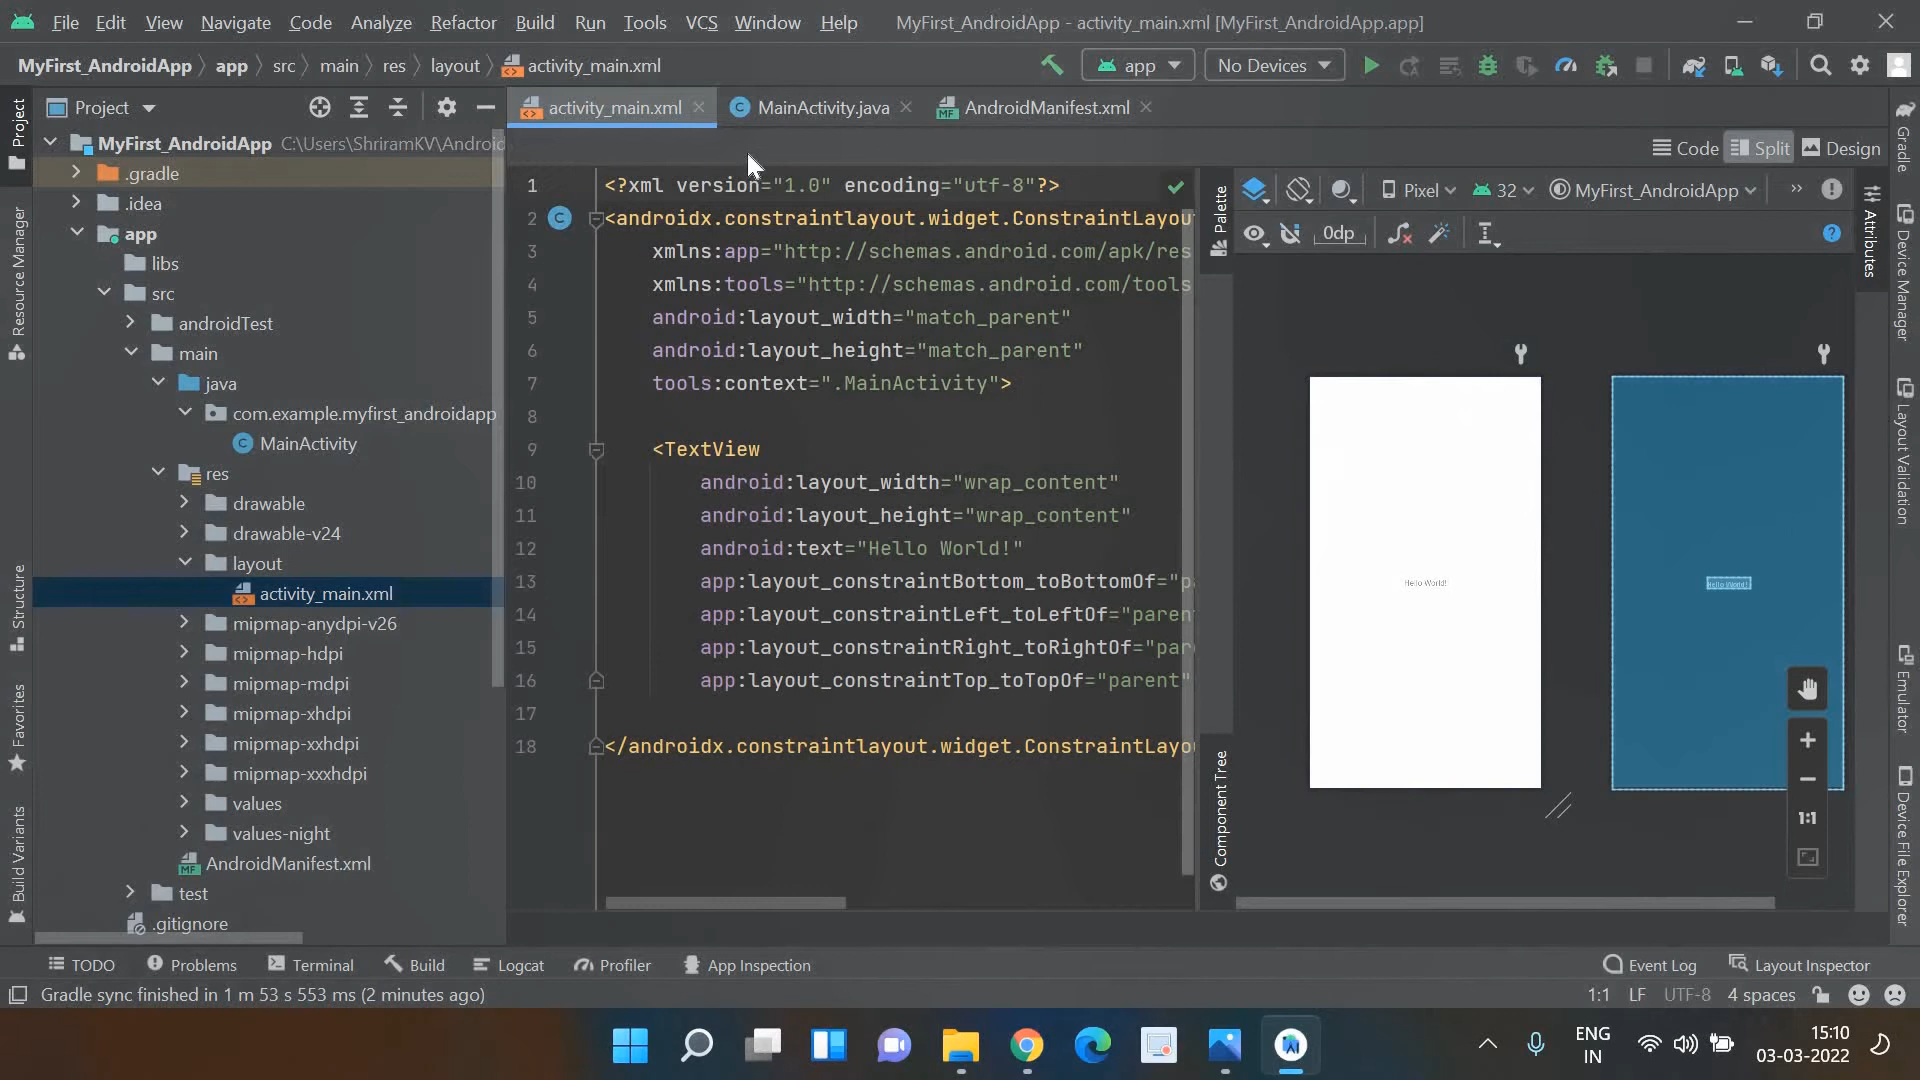 File Edit View Navigate Code Analyze Refactor Build Run Tools VCS Window Help MyFirst_AndroidApp - activity_main.xml [MyFirst_AndroidApp.app]
MyFirst_AndroidApp app src main res layout activity_main.xml app No Devices
Project activity_main.xml MainActivity.java AndroidManifest.xml
Code Split Design
Project
Resource Manager
Structure
Favorites
Build Variants
MyFirst_AndroidApp C:\Users\ShriramKV\Androi
.gradle
.idea
app
libs
src
androidTest
main
java
com.example.myfirst_androidapp
MainActivity
res
drawable
drawable-v24
layout
activity_main.xml
mipmap-anydpi-v26
mipmap-hdpi
mipmap-mdpi
mipmap-xhdpi
mipmap-xxhdpi
mipmap-xxxhdpi
values
values-night
AndroidManifest.xml
test
.gitignore
1 <?xml version="1.0" encoding="utf-8"?>
2 <androidx.constraintlayout.widget.ConstraintLayou
3 xmlns:app="http://schemas.android.com/apk/res
4 xmlns:tools="http://schemas.android.com/tools
5 android:layout_width="match_parent"
6 android:layout_height="match_parent"
7 tools:context=".MainActivity">
8
9 <TextView
10 android:layout_width="wrap_content"
11 android:layout_height="wrap_content"
12 android:text="Hello World!"
13 app:layout_constraintBottom_toBottomOf="pa
14 app:layout_constraintLeft_toLeftOf="paren
15 app:layout_constraintRight_toRightOf="par
16 app:layout_constraintTop_toTopOf="parent"
17
18 </androidx.constraintlayout.widget.ConstraintLayo
Palette
Component Tree
Pixel 32 MyFirst_AndroidApp
0dp
Hello World!
Hello World!
1:1
Attributes
Gradle
Device Manager
Layout Validation
Emulator
Device File Explorer
TODO Problems Terminal Build Logcat Profiler App Inspection Event Log Layout Inspector
Gradle sync finished in 1 m 53 s 553 ms (2 minutes ago) 1:1 LF UTF-8 4 spaces
ENG
IN
15:10
03-03-2022